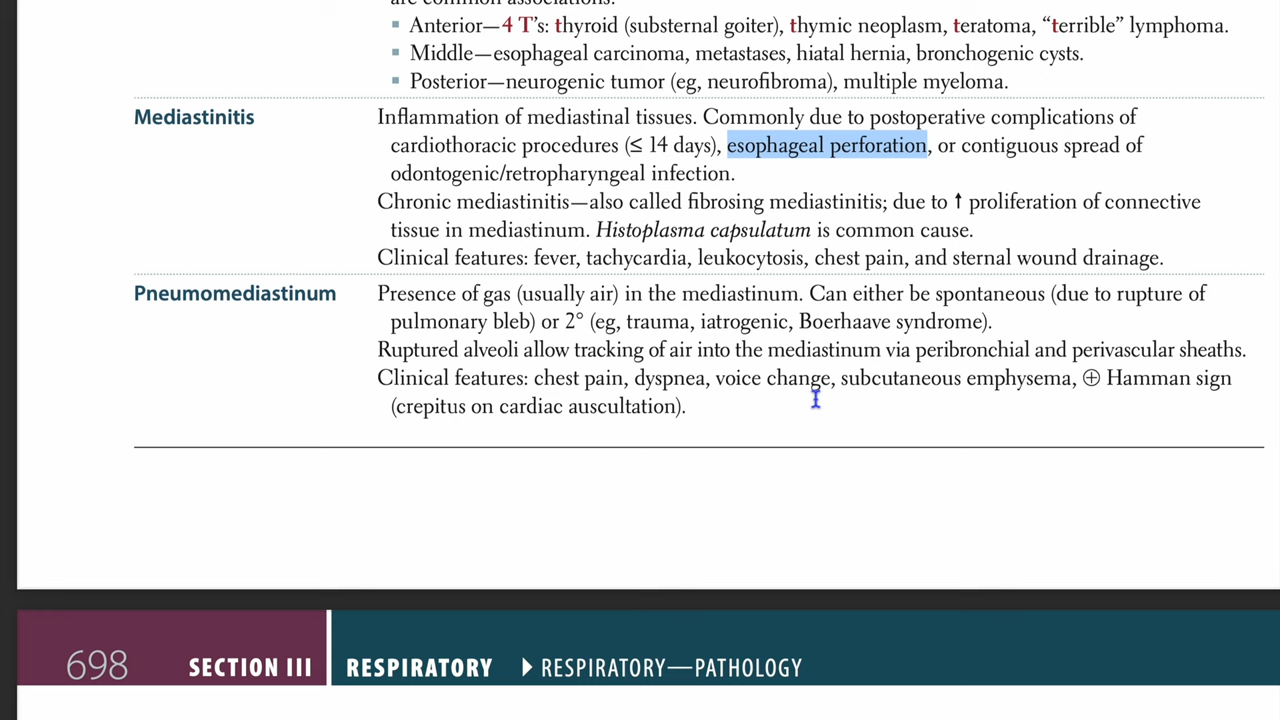 are common associations.
Anterior—4 T's: thyroid (substernal goiter), thymic neoplasm, teratoma, “terrible” lymphoma.
Middle—esophageal carcinoma, metastases, hiatal hernia, bronchogenic cysts.
Posterior—neurogenic tumor (eg, neurofibroma), multiple myeloma.
Mediastinitis
Inflammation of mediastinal tissues. Commonly due to postoperative complications of
cardiothoracic procedures (≤ 14 days), esophageal perforation, or contiguous spread of
odontogenic/retropharyngeal infection.
Chronic mediastinitis—also called fibrosing mediastinitis; due to ↑ proliferation of connective
tissue in mediastinum. Histoplasma capsulatum is common cause.
Clinical features: fever, tachycardia, leukocytosis, chest pain, and sternal wound drainage.
Pneumomediastinum
Presence of gas (usually air) in the mediastinum. Can either be spontaneous (due to rupture of
pulmonary bleb) or 2° (eg, trauma, iatrogenic, Boerhaave syndrome).
Ruptured alveoli allow tracking of air into the mediastinum via peribronchial and perivascular sheaths.
Clinical features: chest pain, dyspnea, voice change, subcutaneous emphysema, ⊕ Hamman sign
(crepitus on cardiac auscultation).
698 SECTION III RESPIRATORY ▶ RESPIRATORY—PATHOLOGY